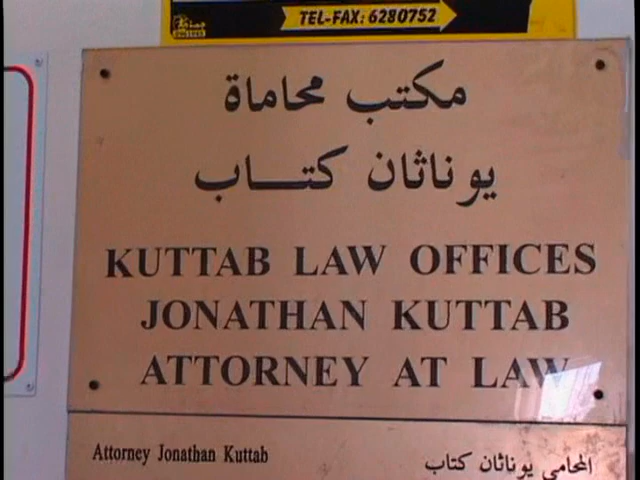 TEL-FAX: 6280752
مكتب محاماة
يوناثان كتــاب
KUTTAB LAW OFFICES
JONATHAN KUTTAB
ATTORNEY AT LAW
Attorney Jonathan Kuttab
المحامي يوناثان كتاب